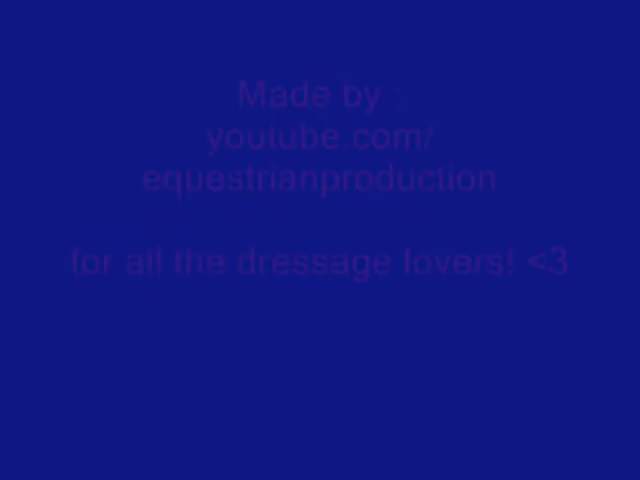 Made by :
youtube.com/
equestrianproduction
for all the dressage lovers! <3